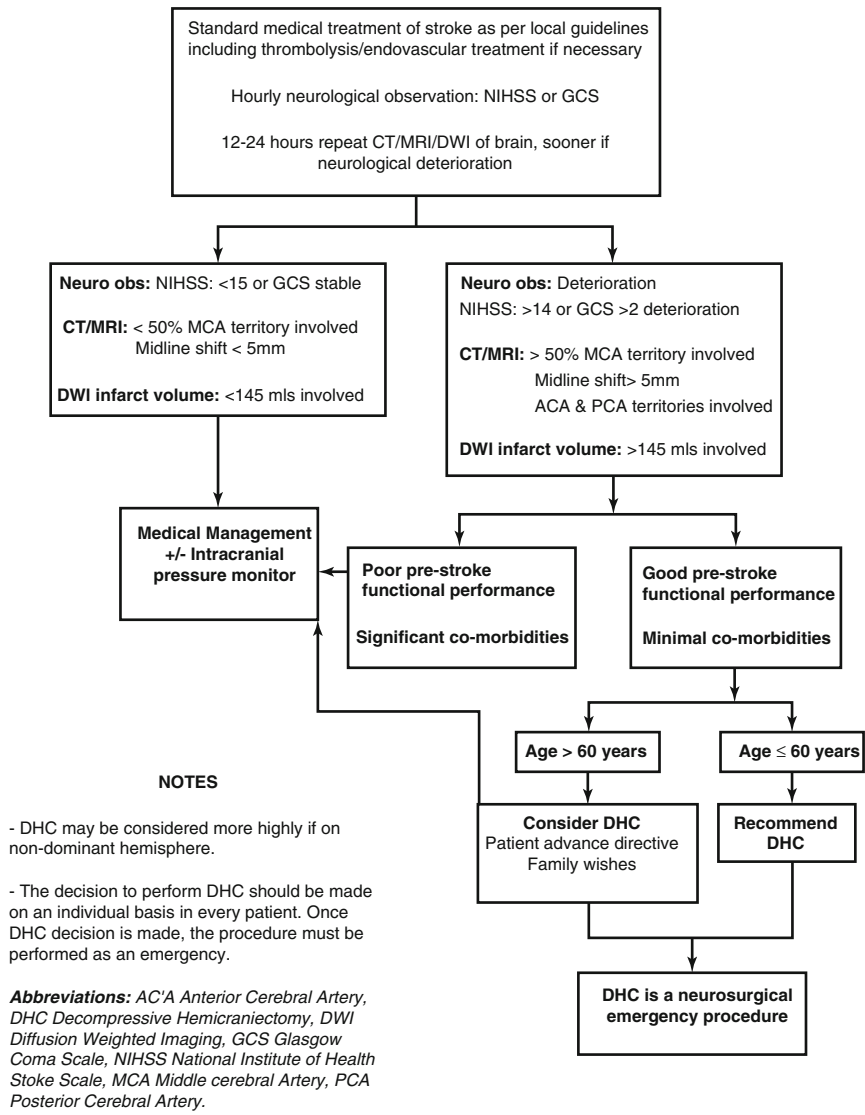 Standard medical treatment of stroke as per local guidelines
including thrombolysis/endovascular treatment if necessary
Hourly neurological observation: NIHSS or GCS
12-24 hours repeat CT/MRI/DWI of brain, sooner if
neurological deterioration
Neuro obs: NIHSS: <15 or GCS stable
CT/MRI: < 50% MCA territory involved
Midline shift < 5mm
DWI infarct volume: <145 mls involved
Neuro obs: Deterioration
NIHSS: >14 or GCS >2 deterioration
CT/MRI: > 50% MCA territory involved
Midline shift> 5mm
ACA & PCA territories involved
DWI infarct volume: >145 mls involved
Medical Management
+/- Intracranial
pressure monitor
Poor pre-stroke
functional performance
Significant co-morbidities
Good pre-stroke
functional performance
Minimal co-morbidities
Age > 60 years
Age ≤ 60 years
Consider DHC
Patient advance directive
Family wishes
Recommend
DHC
DHC is a neurosurgical
emergency procedure
NOTES
- DHC may be considered more highly if on
non-dominant hemisphere.
- The decision to perform DHC should be made
on an individual basis in every patient. Once
DHC decision is made, the procedure must be
performed as an emergency.
Abbreviations: AC'A Anterior Cerebral Artery,
DHC Decompressive Hemicraniectomy, DWI
Diffusion Weighted Imaging, GCS Glasgow
Coma Scale, NIHSS National Institute of Health
Stoke Scale, MCA Middle cerebral Artery, PCA
Posterior Cerebral Artery.